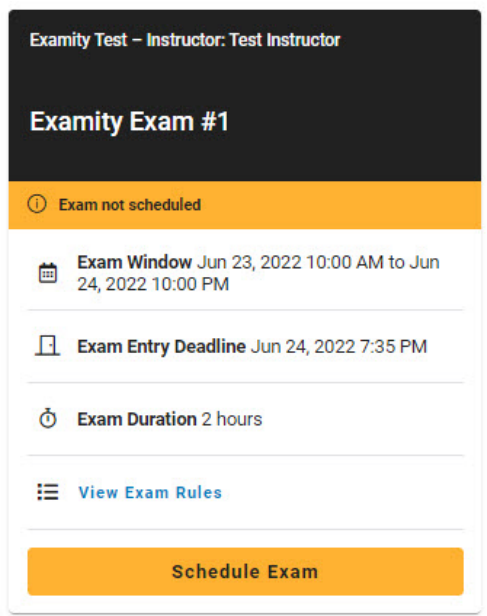 Examity Test – Instructor: Test Instructor
Examity Exam #1
Exam not scheduled
Exam Window Jun 23, 2022 10:00 AM to Jun
24, 2022 10:00 PM
Exam Entry Deadline Jun 24, 2022 7:35 PM
Exam Duration 2 hours
View Exam Rules
Schedule Exam